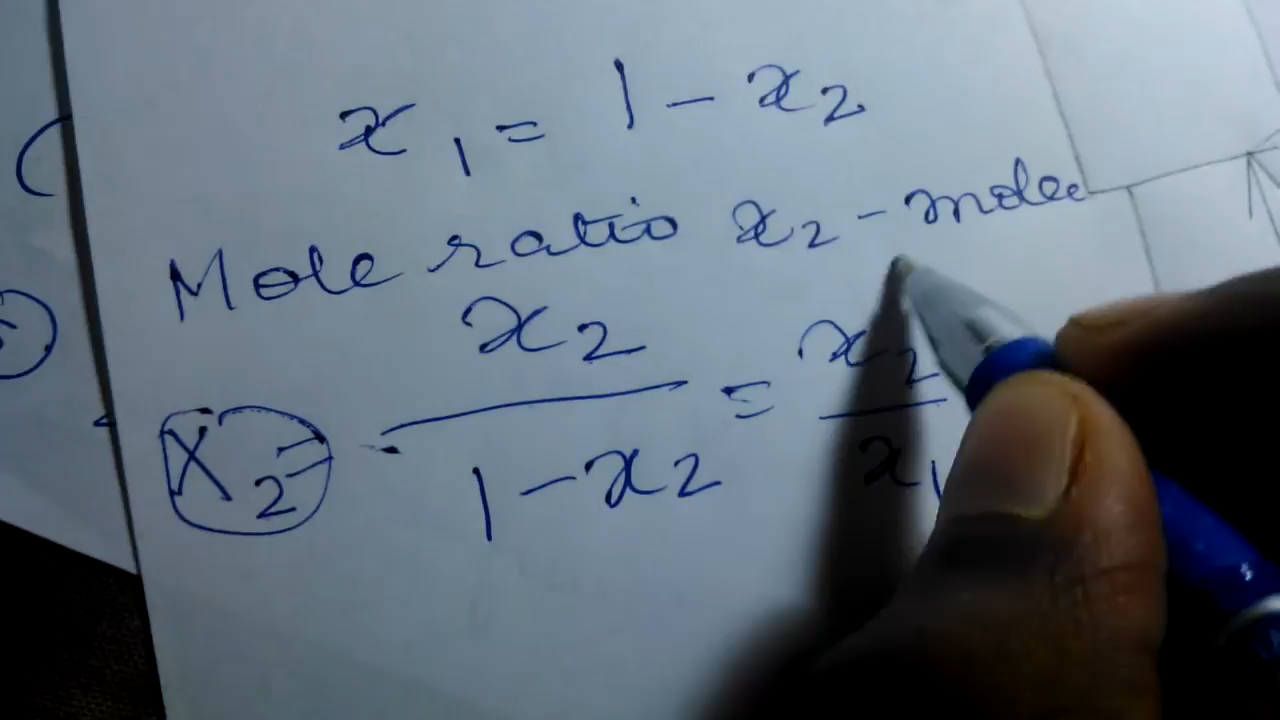 x₁ = 1 - x₂
Mole ratio x₂ - mole
X₂ = x₂ / (1 - x₂) = x₂ / x₁